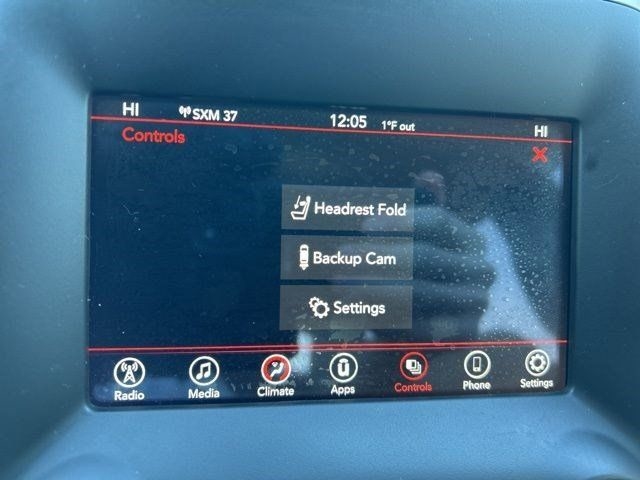 HI SXM 37 12:05 1°F out HI
Controls
Headrest Fold
Backup Cam
Settings
Radio Media Climate Apps Controls Phone Settings